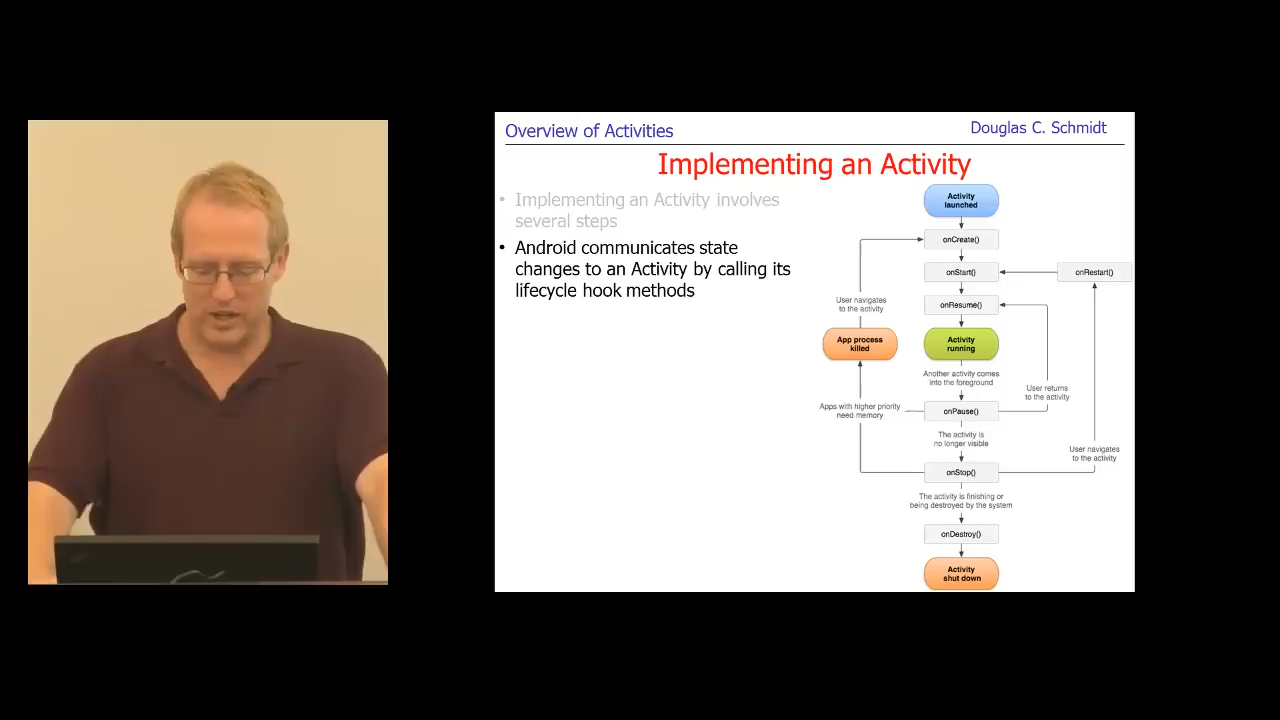 Overview of Activities
Douglas C. Schmidt
Implementing an Activity
• Implementing an Activity involves
several steps
• Android communicates state
changes to an Activity by calling its
lifecycle hook methods
Activity
launched
onCreate()
onStart()
onRestart()
onResume()
User navigates
to the activity
App process
killed
Activity
running
Another activity comes
into the foreground
User returns
to the activity
Apps with higher priority
need memory
onPause()
The activity is
no longer visible
User navigates
to the activity
onStop()
The activity is finishing or
being destroyed by the system
onDestroy()
Activity
shut down